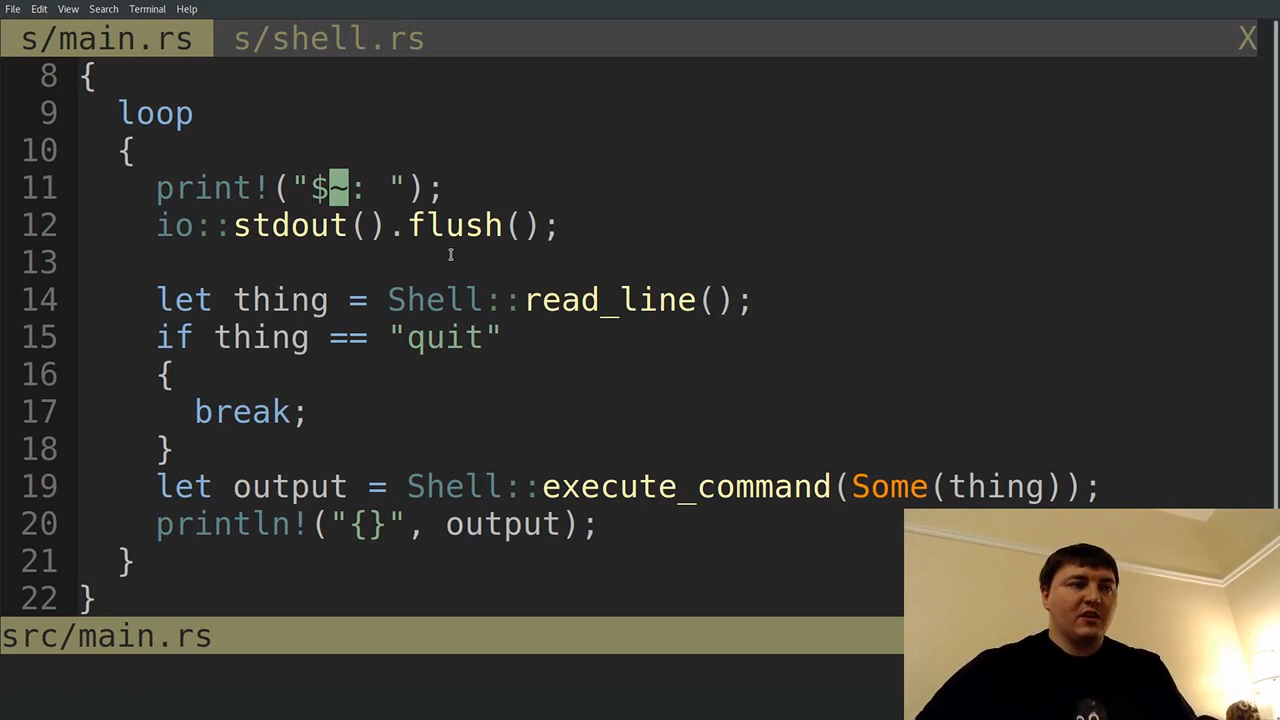 File Edit View Search Terminal Help
s/main.rs s/shell.rs X
8 {
9   loop
10   {
11     print!("$~: ");
12     io::stdout().flush();
13
14     let thing = Shell::read_line();
15     if thing == "quit"
16     {
17       break;
18     }
19     let output = Shell::execute_command(Some(thing));
20     println!("{}", output);
21   }
22 }
src/main.rs